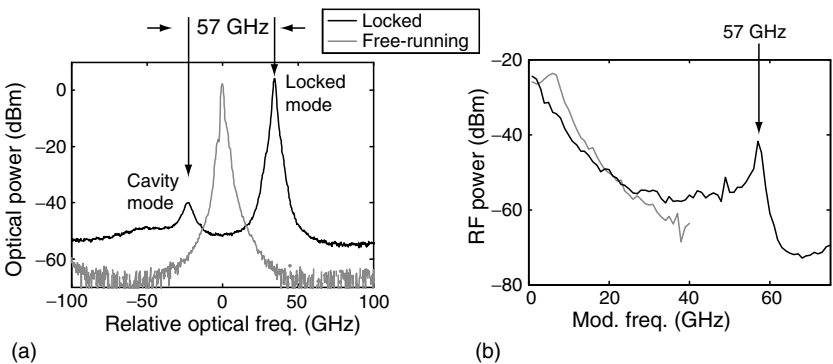 57 GHz
Locked
Free-running
Optical power (dBm)
0
−20
−40
−60
Locked
mode
Cavity
mode
−100
−50
0
50
100
Relative optical freq. (GHz)
(a)
57 GHz
RF power (dBm)
−20
−40
−60
−80
0
20
40
60
Mod. freq. (GHz)
(b)